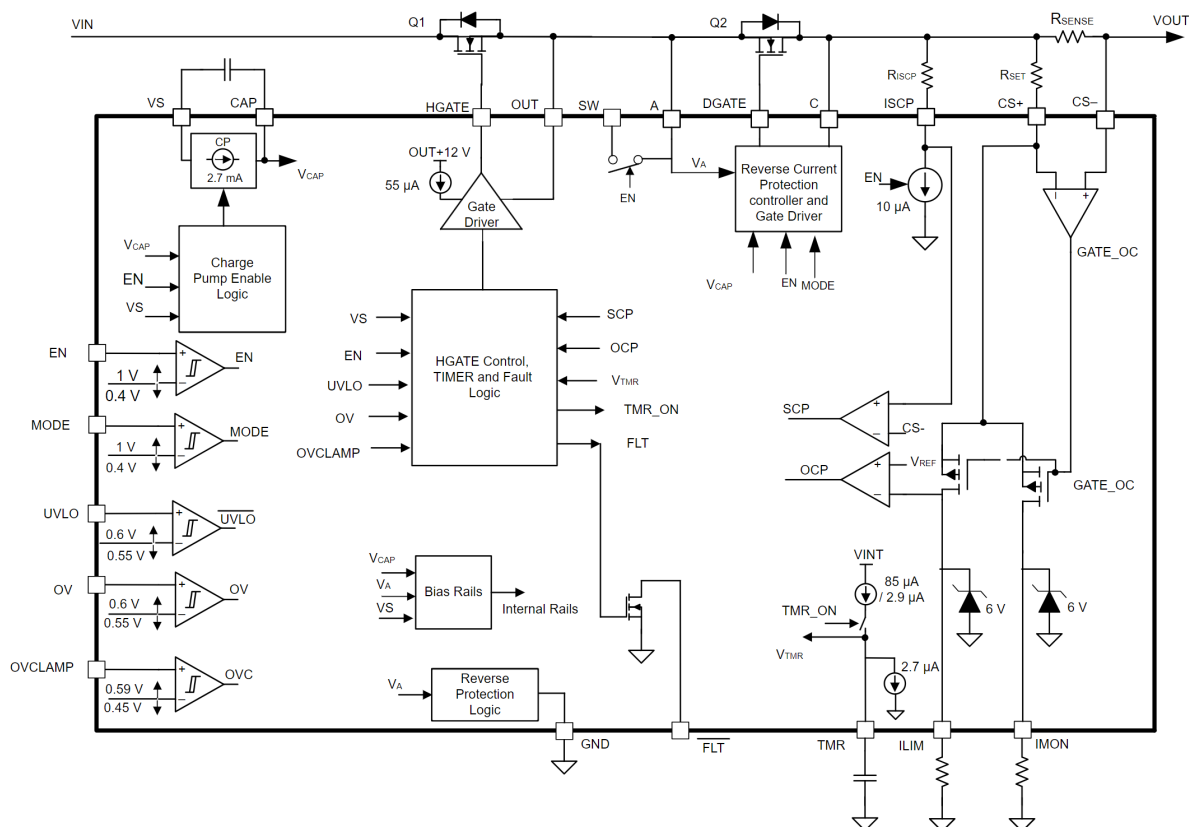 VIN
Q1
Q2
RSENSE
VOUT
RISCP
RSET
VS
CAP
HGATE
OUT
SW
A
DGATE
C
ISCP
CS+
CS–
CP
2.7 mA
VCAP
OUT+12 V
55 µA
Gate
Driver
EN
VA
Reverse Current
Protection
controller and
Gate Driver
EN
10 µA
–
+
GATE_OC
VCAP
EN
VS
Charge
Pump Enable
Logic
VCAP
EN
MODE
VS
EN
UVLO
OV
OVCLAMP
HGATE Control,
TIMER and Fault
Logic
SCP
OCP
VTMR
TMR_ON
FLT
EN
+
–
1 V
0.4 V
EN
MODE
+
–
1 V
0.4 V
MODE
UVLO
+
–
0.6 V
0.55 V
UVLO
OV
+
–
0.6 V
0.55 V
OV
OVCLAMP
+
–
0.59 V
0.45 V
OVC
SCP
+
–
CS-
OCP
+
–
VREF
GATE_OC
VCAP
VA
VS
Bias Rails
Internal Rails
VA
Reverse
Protection
Logic
VINT
85 µA
/ 2.9 µA
TMR_ON
VTMR
2.7 µA
6 V
6 V
GND
FLT
TMR
ILIM
IMON